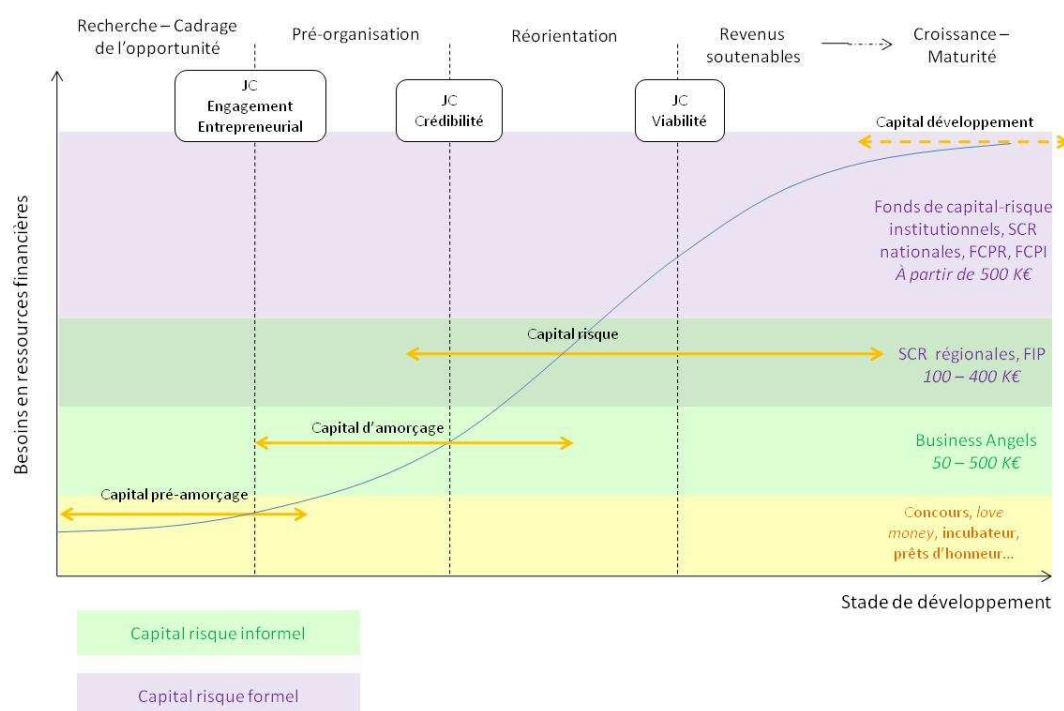 Recherche – Cadrage
de l'opportunité
Pré-organisation
Réorientation
Revenus
soutenables
Croissance –
Maturité
JC
Engagement
Entrepreneurial
JC
Crédibilité
JC
Viabilité
Capital développement
Fonds de capital-risque
institutionnels, SCR
nationales, FCPR, FCPI
À partir de 500 K€
Capital risque
SCR régionales, FIP
100 – 400 K€
Capital d'amorçage
Business Angels
50 – 500 K€
Capital pré-amorçage
Concours, love
money, incubateur,
prêts d'honneur...
Besoins en ressources financières
Stade de développement
Capital risque informel
Capital risque formel